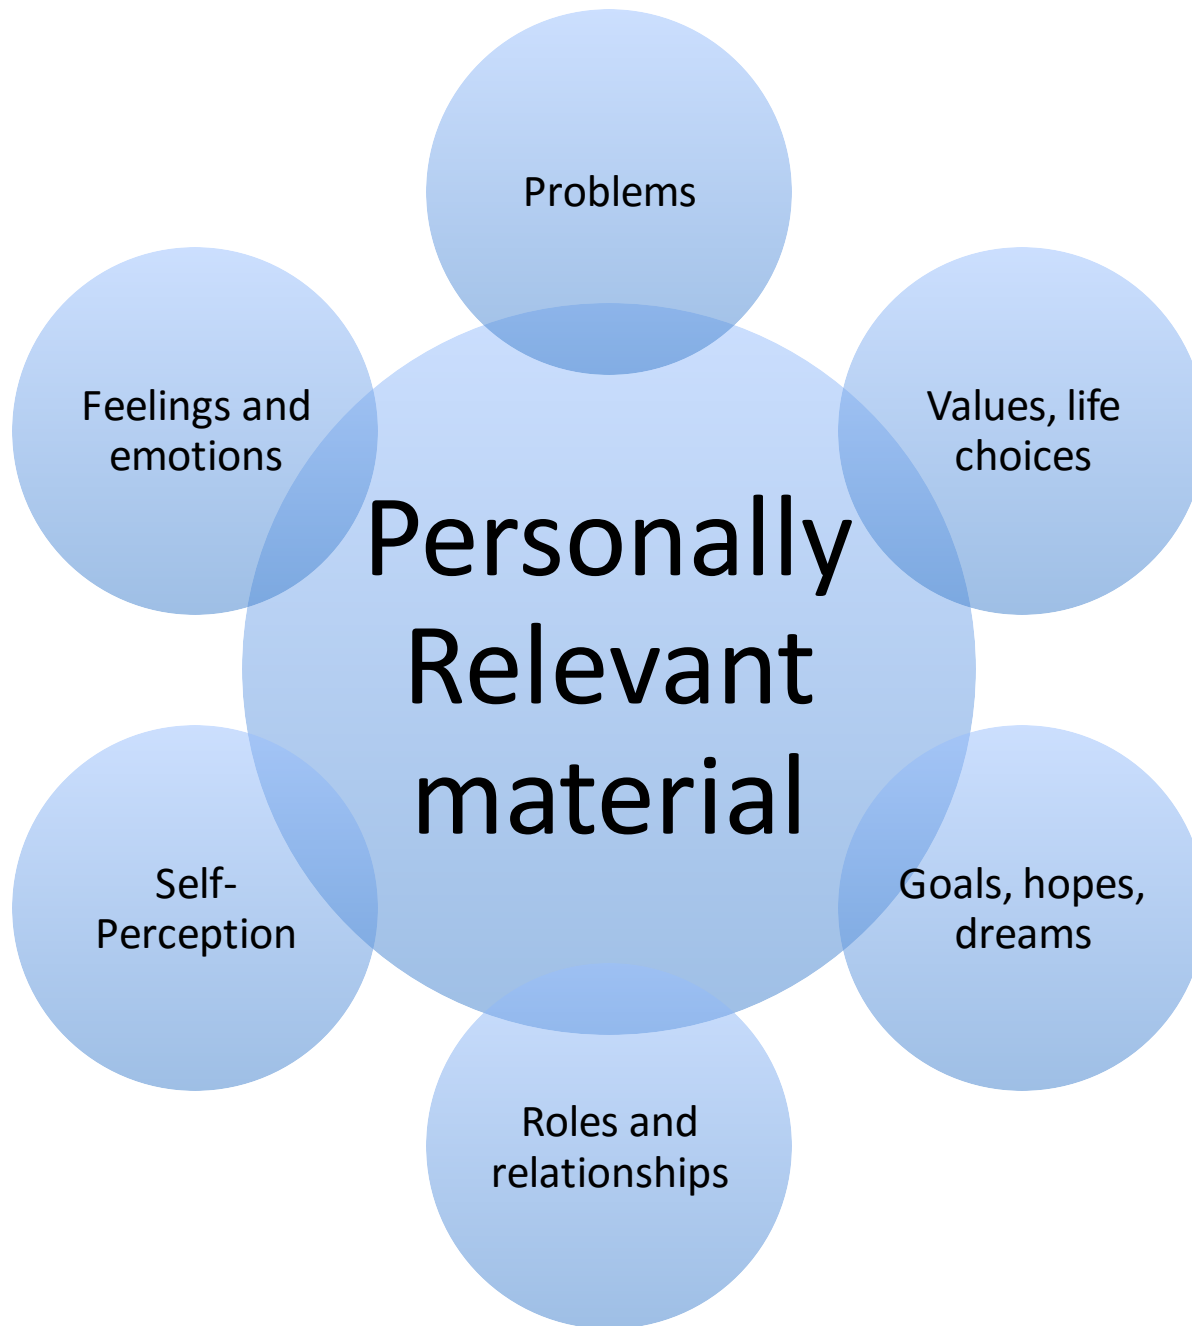 Problems
Values, life
choices
Goals, hopes,
dreams
Roles and
relationships
Self-
Perception
Feelings and
emotions
Personally
Relevant
material